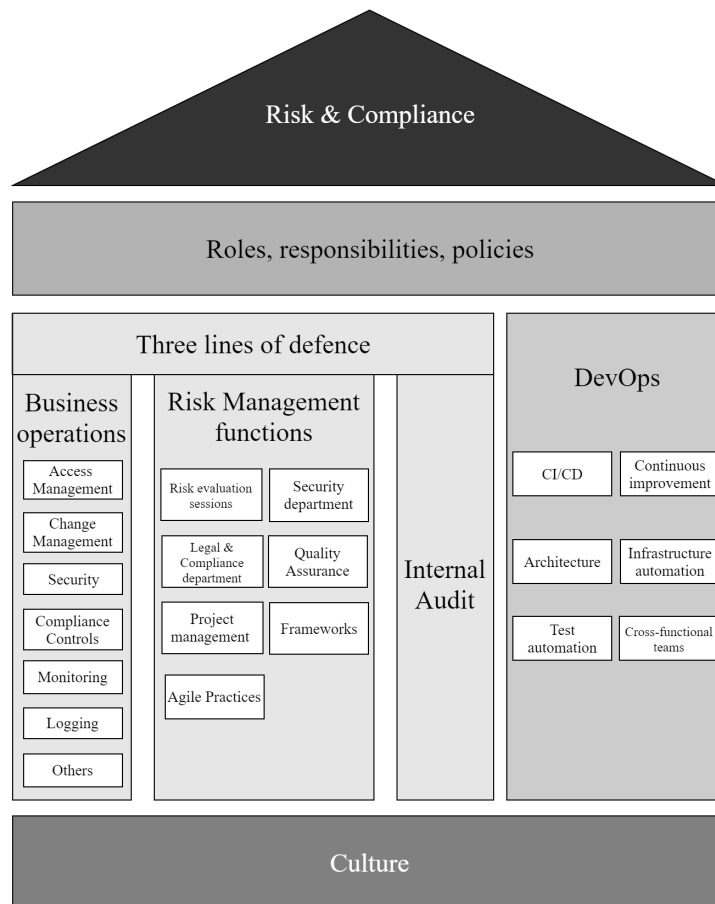 Risk & Compliance
Roles, responsibilities, policies
Three lines of defence
Business
operations
Access
Management
Change
Management
Security
Compliance
Controls
Monitoring
Logging
Others
Risk Management
functions
Risk evaluation
sessions
Security
department
Legal &
Compliance
department
Quality
Assurance
Project
management
Frameworks
Agile Practices
Internal
Audit
DevOps
CI/CD
Continuous
improvement
Architecture
Infrastructure
automation
Test
automation
Cross-functional
teams
Culture